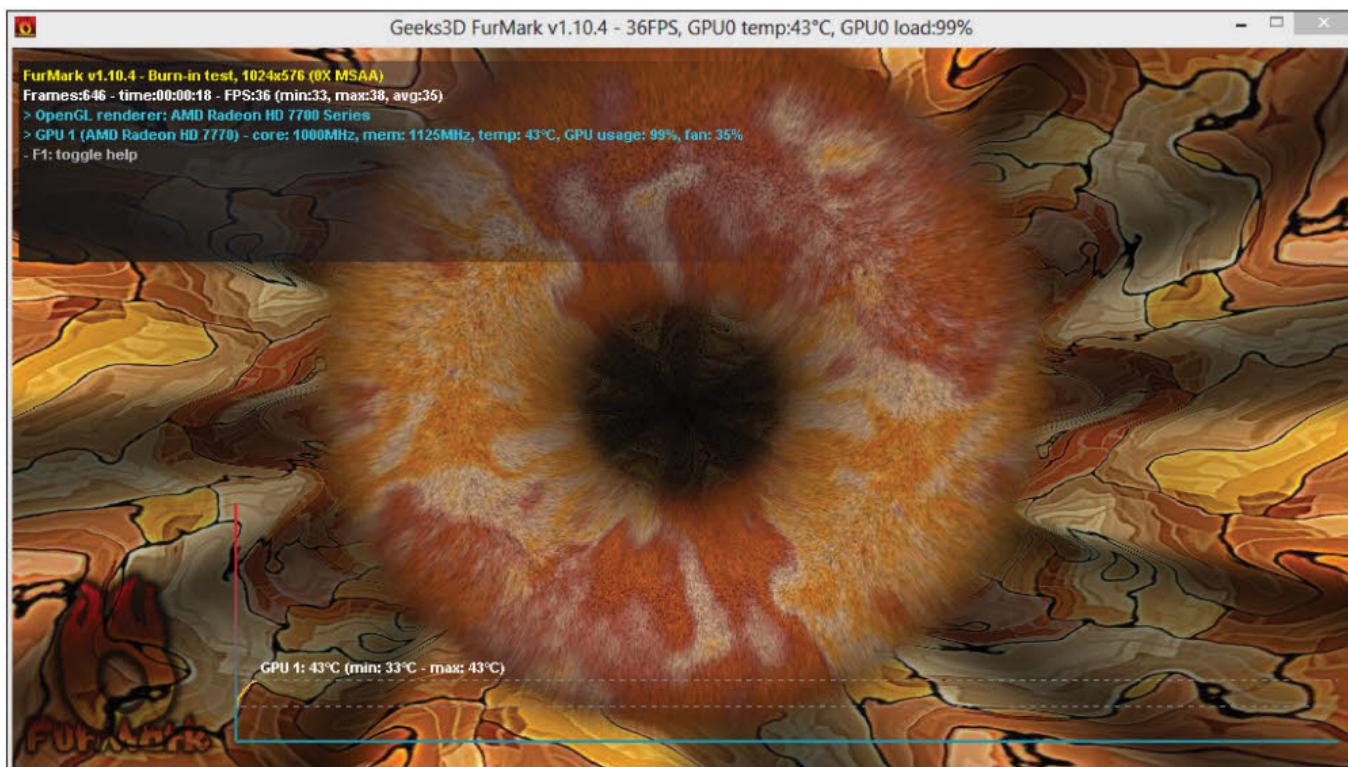 Geeks3D FurMark v1.10.4 - 36FPS, GPU0 temp:43°C, GPU0 load:99%
FurMark v1.10.4 - Burn-in test, 1024x576 (0X MSAA)
Frames:646 - time:00:00:18 - FPS:36 (min:33, max:38, avg:35)
> OpenGL renderer: AMD Radeon HD 7700 Series
> GPU 1 (AMD Radeon HD 7770) - core: 1000MHz, mem: 1125MHz, temp: 43°C, GPU usage: 99%, fan: 35%
- F1: toggle help
GPU 1: 43°C (min: 33°C - max: 43°C)
FurMark